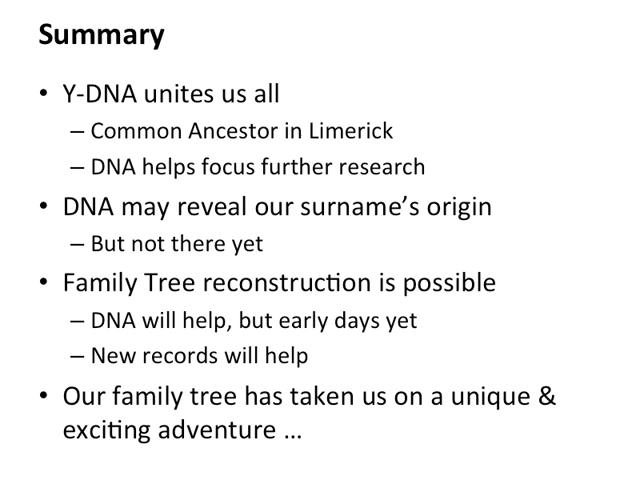 Summary
• Y-DNA unites us all
– Common Ancestor in Limerick
– DNA helps focus further research
• DNA may reveal our surname’s origin
– But not there yet
• Family Tree reconstruction is possible
– DNA will help, but early days yet
– New records will help
• Our family tree has taken us on a unique &
exciting adventure …